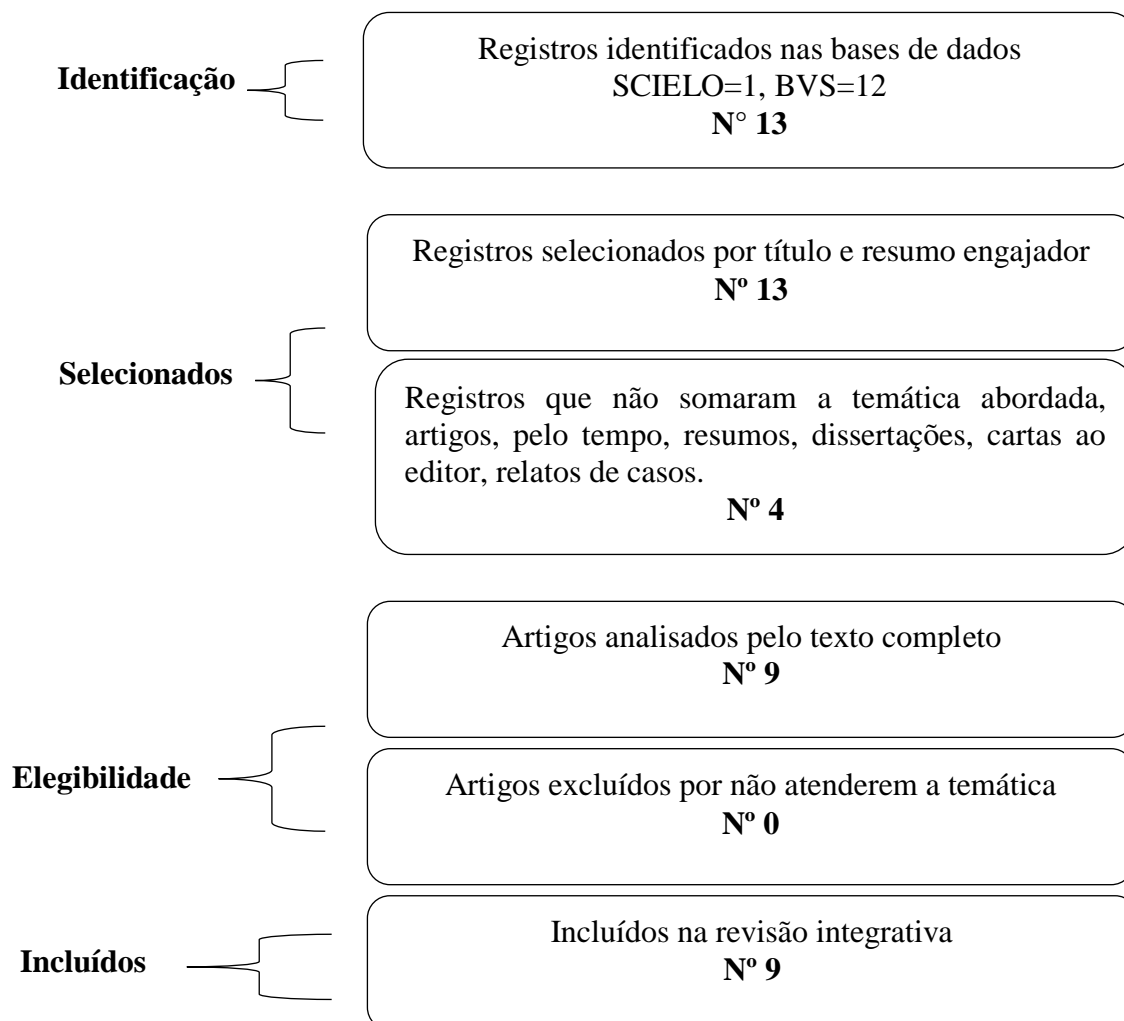 Identificação
Registros identificados nas bases de dados
SCIELO=1, BVS=12
N° 13
Selecionados
Registros selecionados por título e resumo engajador
Nº 13
Registros que não somaram a temática abordada,
artigos, pelo tempo, resumos, dissertações, cartas ao
editor, relatos de casos.
Nº 4
Elegibilidade
Artigos analisados pelo texto completo
Nº 9
Artigos excluídos por não atenderem a temática
Nº 0
Incluídos
Incluídos na revisão integrativa
Nº 9